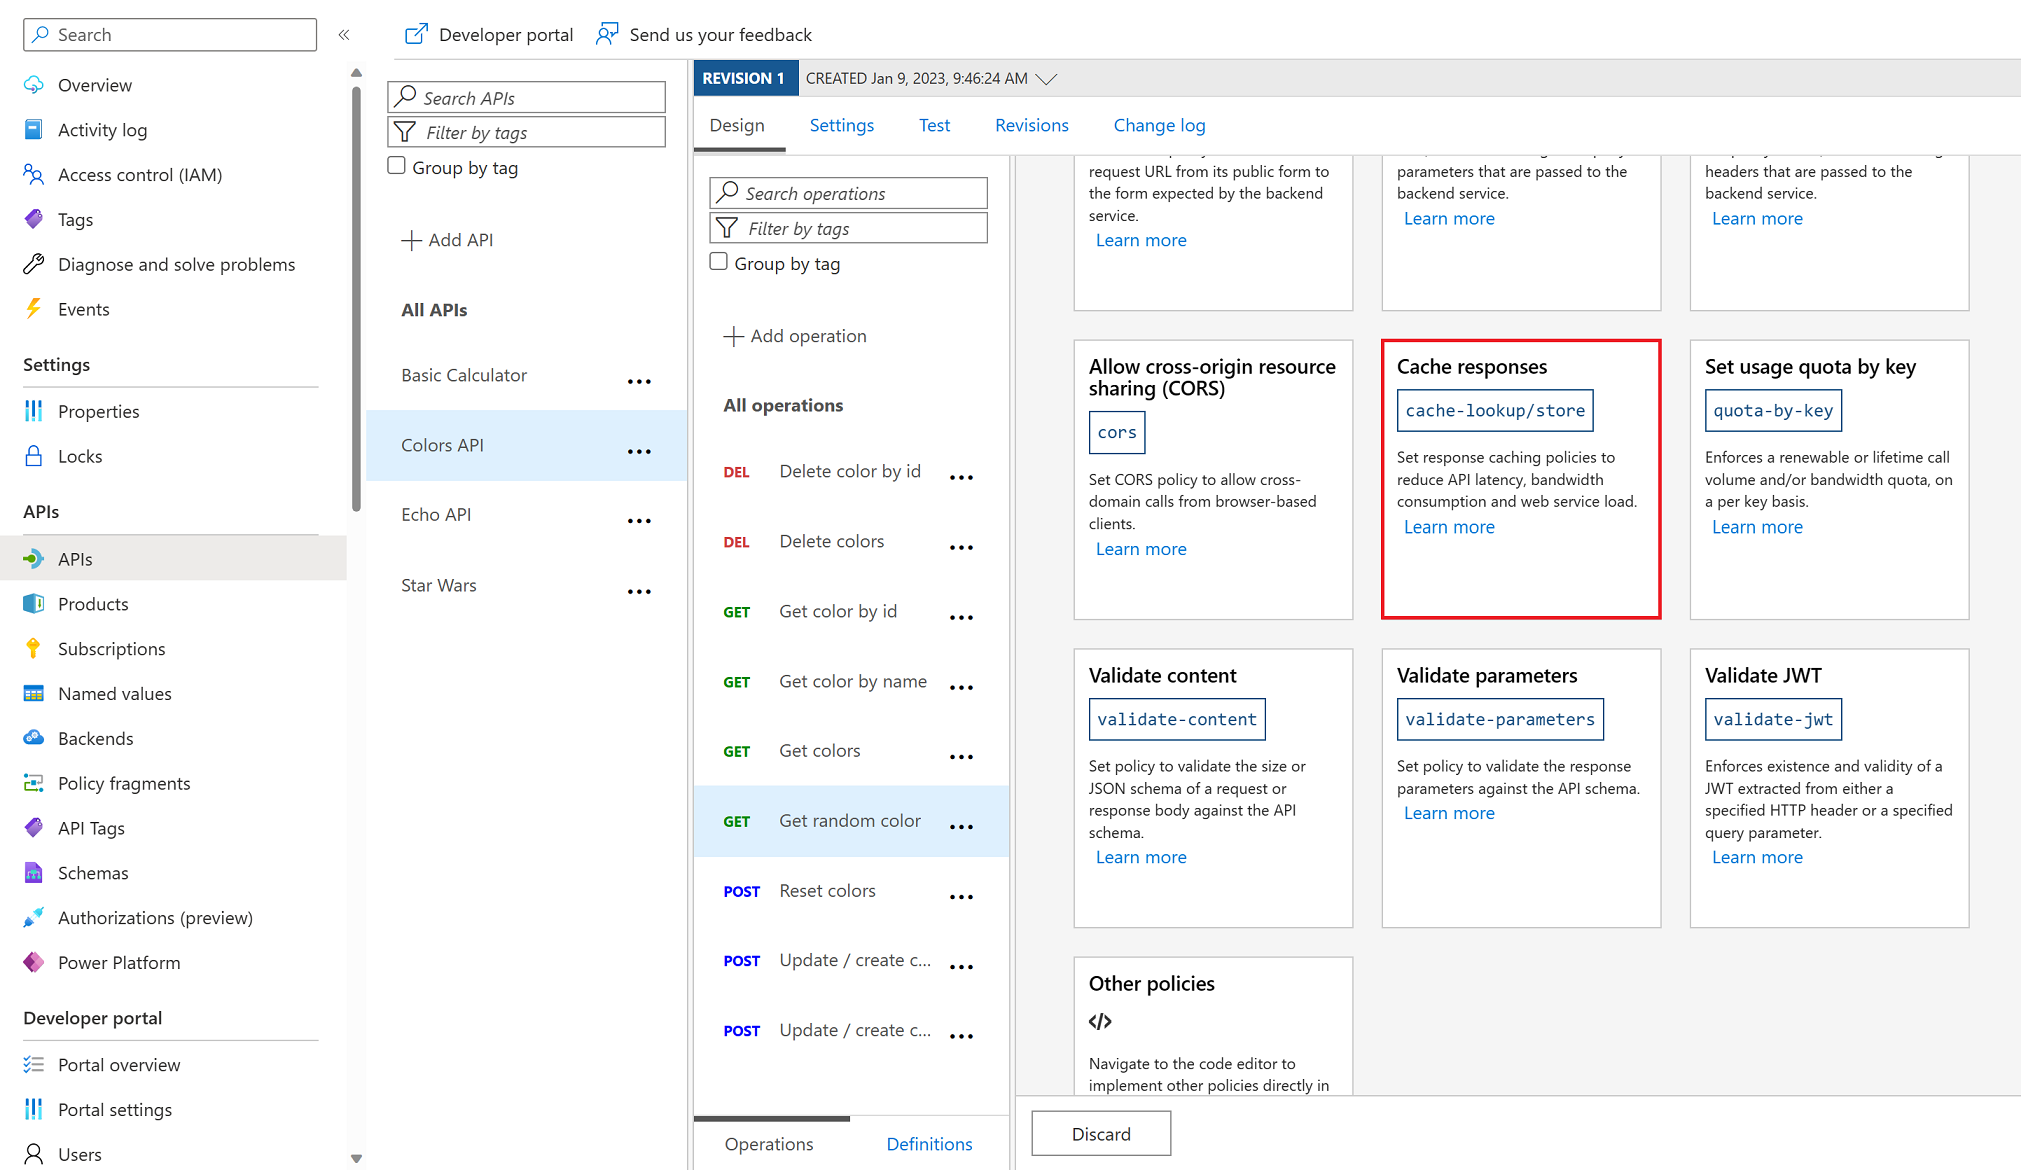 Search
«
Overview
Activity log
Access control (IAM)
Tags
Diagnose and solve problems
Events
Settings
Properties
Locks
APIs
APIs
Products
Subscriptions
Named values
Backends
Policy fragments
API Tags
Schemas
Authorizations (preview)
Power Platform
Developer portal
Portal overview
Portal settings
Users
Developer portal
Send us your feedback
Search APIs
Filter by tags
Group by tag
Add API
All APIs
Basic Calculator
Colors API
Echo API
Star Wars
REVISION 1
CREATED Jan 9, 2023, 9:46:24 AM
Design
Settings
Test
Revisions
Change log
Search operations
Filter by tags
Group by tag
Add operation
All operations
DEL Delete color by id
DEL Delete colors
GET Get color by id
GET Get color by name
GET Get colors
GET Get random color
POST Reset colors
POST Update / create c...
POST Update / create c...
Operations
Definitions
request URL from its public form to
the form expected by the backend
service.
Learn more
parameters that are passed to the
backend service.
Learn more
headers that are passed to the
backend service.
Learn more
Allow cross-origin resource
sharing (CORS)
cors
Set CORS policy to allow cross-
domain calls from browser-based
clients.
Learn more
Cache responses
cache-lookup/store
Set response caching policies to
reduce API latency, bandwidth
consumption and web service load.
Learn more
Set usage quota by key
quota-by-key
Enforces a renewable or lifetime call
volume and/or bandwidth quota, on
a per key basis.
Learn more
Validate content
validate-content
Set policy to validate the size or
JSON schema of a request or
response body against the API
schema.
Learn more
Validate parameters
validate-parameters
Set policy to validate the response
parameters against the API schema.
Learn more
Validate JWT
validate-jwt
Enforces existence and validity of a
JWT extracted from either a
specified HTTP header or a specified
query parameter.
Learn more
Other policies
</>
Navigate to the code editor to
implement other policies directly in
Discard